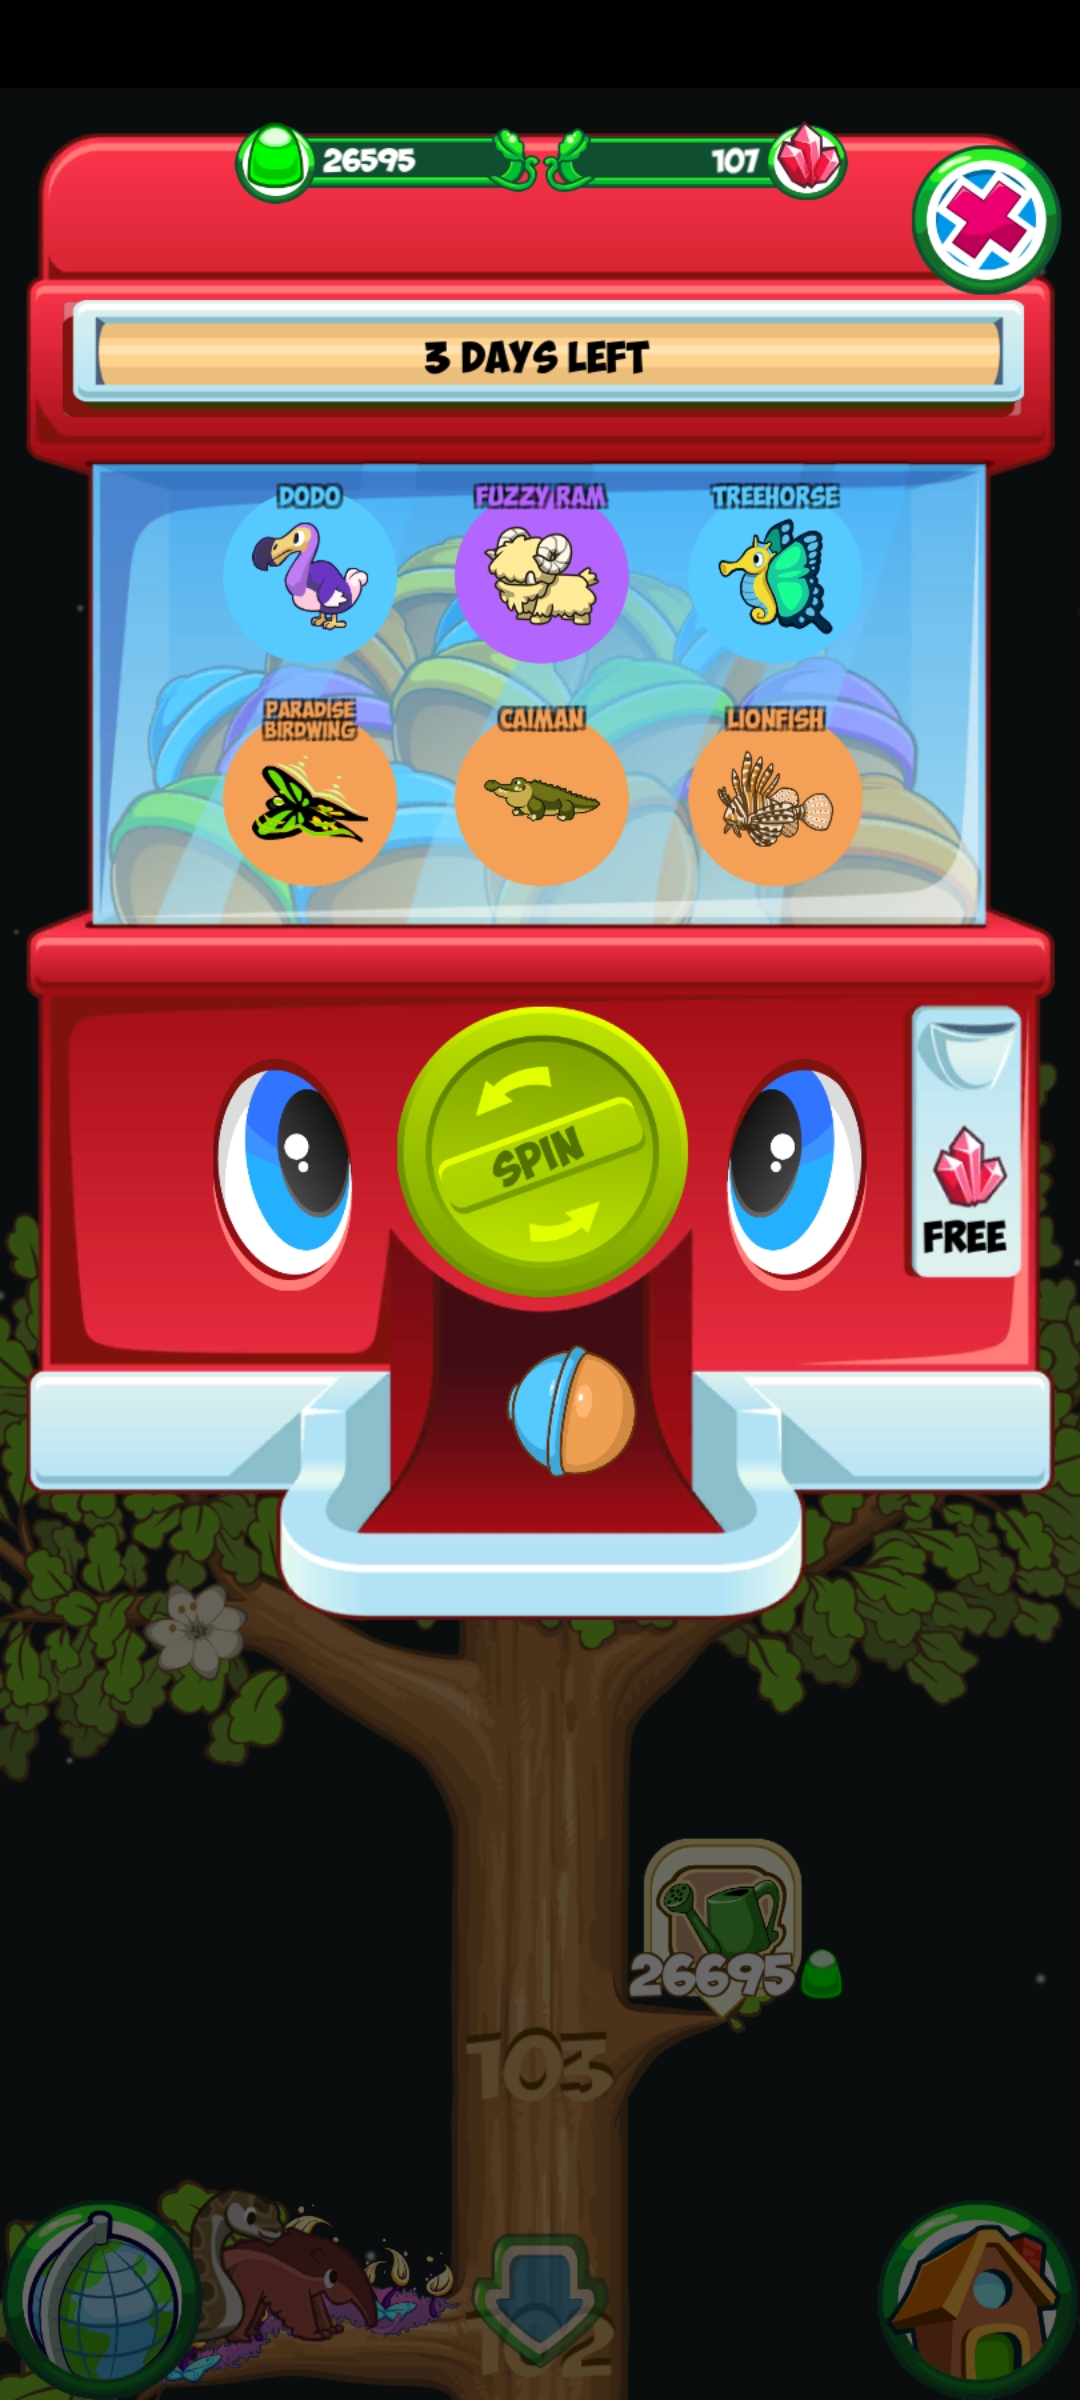 26595
107
3 DAYS LEFT
DODO
FUZZY RAM
TREEHORSE
PARADISE
BIRDWING
CAIMAN
LIONFISH
SPIN
FREE
26695
103
102